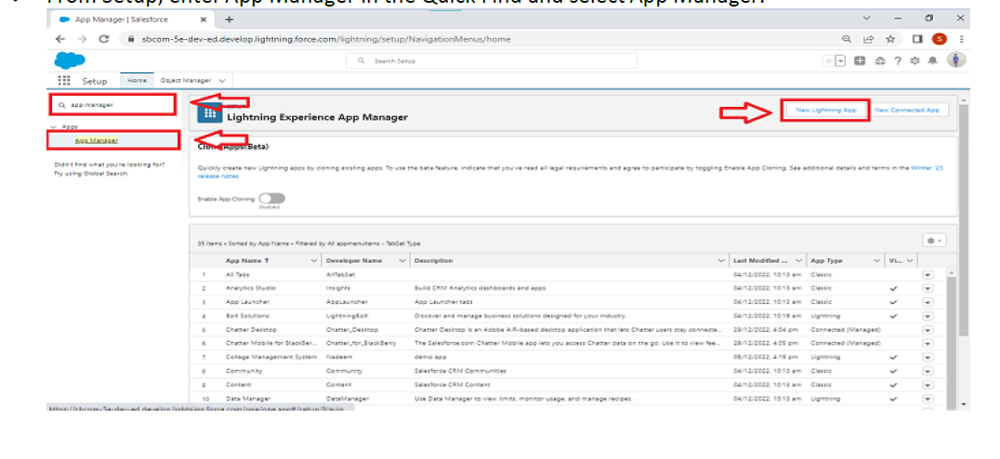 From Setup, enter App Manager in the Quick Find and select App Manager.
App Manager | Salesforce
sbcom-5e-dev-ed.develop.lightning.force.com/lightning/setup/NavigationMenus/home
S
Search Setup
Setup Home Object Manager
app manager
Apps
App Manager
Didn't find what you're looking for?
Try using Global Search.
SETUP
Lightning Experience App Manager
New Lightning App New Connected App
Clone Apps(Beta)
Quickly create new Lightning apps by cloning existing apps. To use the beta feature, indicate that you've read all legal requirements and agree to participate by toggling Enable App Cloning. See additional details and terms in the Winter '23
release notes
Enable App Cloning
Disabled
35 items • Sorted by App Name • Filtered by All appmenuitems - TabSet Type
App Name ↑ Developer Name Description Last Modified ... App Type Vi...
1 All Tabs AllTabSet 04/12/2022, 10:13 am Classic
2 Analytics Studio Insights Build CRM Analytics dashboards and apps 04/12/2022, 10:13 am Classic
3 App Launcher AppLauncher App Launcher tabs 04/12/2022, 10:13 am Classic
4 Bolt Solutions LightningBolt Discover and manage business solutions designed for your industry. 04/12/2022, 10:16 am Lightning
5 Chatter Desktop Chatter_Desktop Chatter Desktop is an Adobe AIR-based desktop application that lets Chatter users stay connecte... 29/12/2022, 4:04 pm Connected (Managed)
6 Chatter Mobile for BlackBer... Chatter_for_BlackBerry The Salesforce.com Chatter Mobile app lets you access Chatter data on the go. Use it to view fee... 29/12/2022, 4:05 pm Connected (Managed)
7 College Management System Nadeem demo app 08/12/2022, 4:18 pm Lightning
8 Community Community Salesforce CRM Communities 04/12/2022, 10:13 am Classic
9 Content Content Salesforce CRM Content 04/12/2022, 10:13 am Classic
10 Data Manager DataManager Use Data Manager to view limits, monitor usage, and manage recipes. 04/12/2022, 10:13 am Lightning